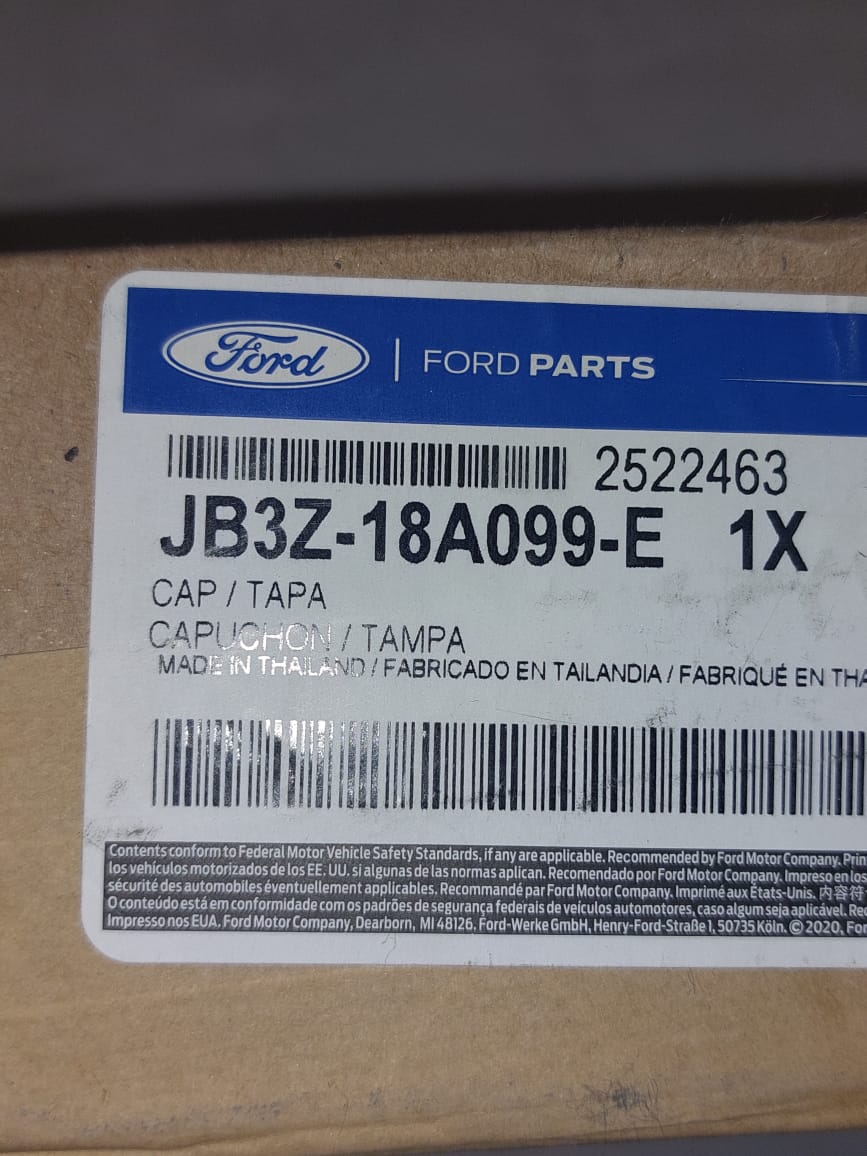 Ford | FORD PARTS
2522463
JB3Z-18A099-E 1X
CAP / TAPA
CAPUCHON / TAMPA
MADE IN THAILAND / FABRICADO EN TAILANDIA / FABRIQUÉ EN THA
Contents conform to Federal Motor Vehicle Safety Standards, if any are applicable. Recommended by Ford Motor Company. Prin
los vehículos motorizados de los EE. UU. si algunas de las normas aplican. Recomendado por Ford Motor Company. Impreso en los
sécurité des automobiles éventuellement applicables. Recommandé par Ford Motor Company. Imprimé aux États-Unis. 内容符
O conteúdo está em conformidade com os padrões de segurança federais de veículos automotores, caso algum seja aplicável. Rec
Impresso nos EUA. Ford Motor Company, Dearborn, MI 48126. Ford-Werke GmbH, Henry-Ford-Straße 1, 50735 Köln. © 2020, For